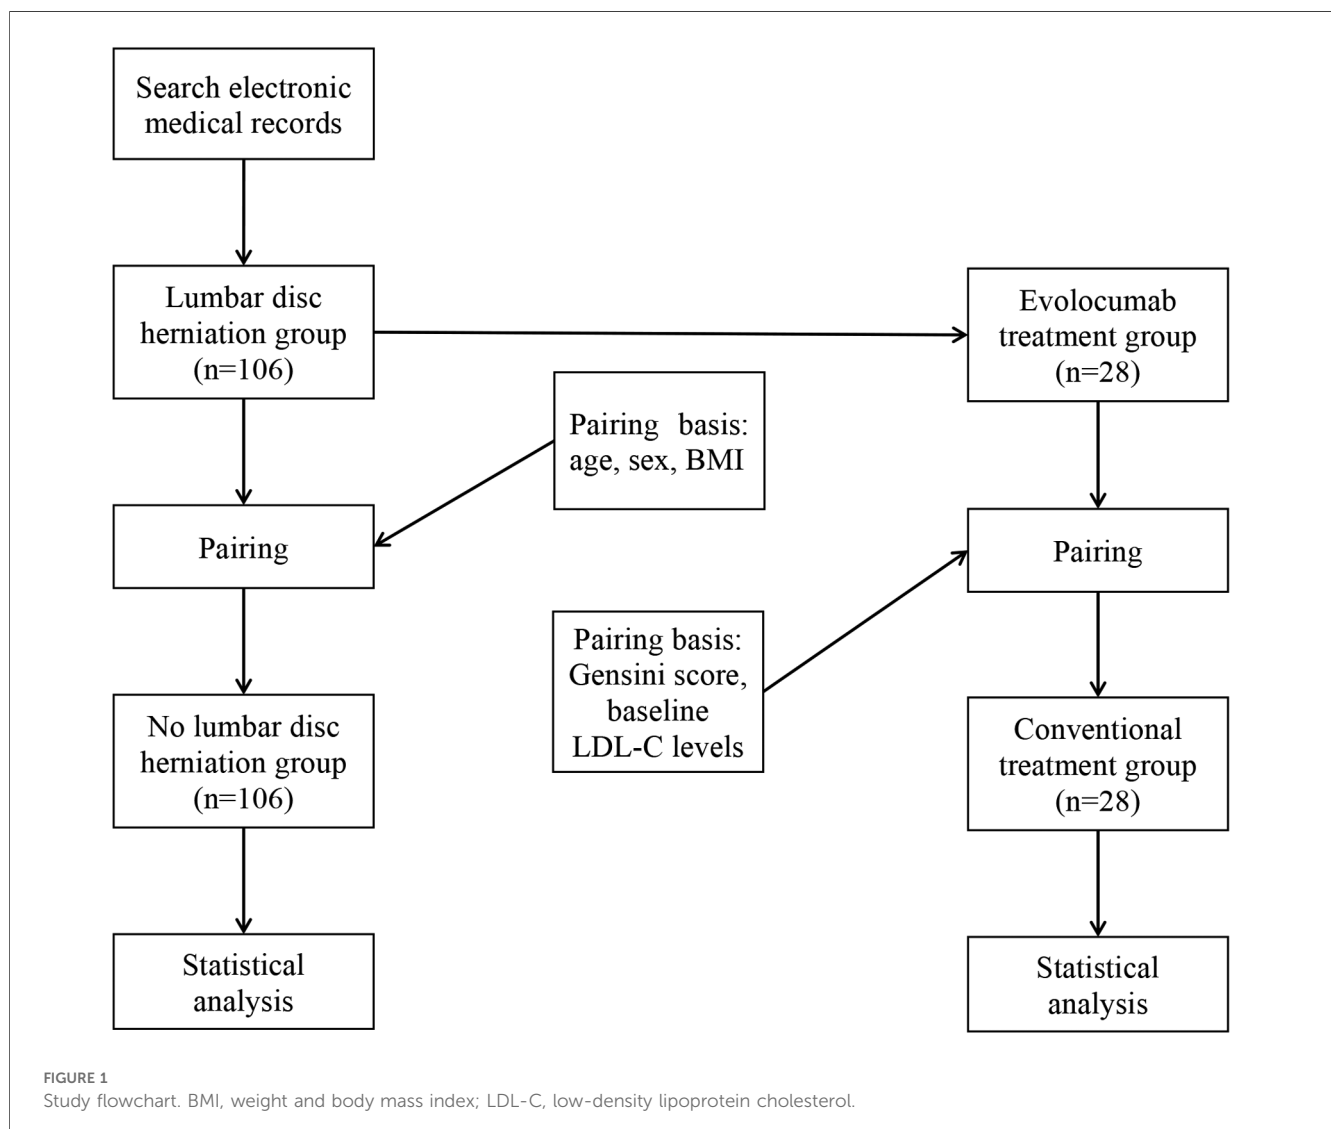 Search electronic
medical records
Lumbar disc
herniation group
(n=106)
Evolocumab
treatment group
(n=28)
Pairing basis:
age, sex, BMI
Pairing
Pairing
Pairing basis:
Gensini score,
baseline
LDL-C levels
No lumbar disc
herniation group
(n=106)
Conventional
treatment group
(n=28)
Statistical
analysis
Statistical
analysis
FIGURE 1
Study flowchart. BMI, weight and body mass index; LDL-C, low-density lipoprotein cholesterol.